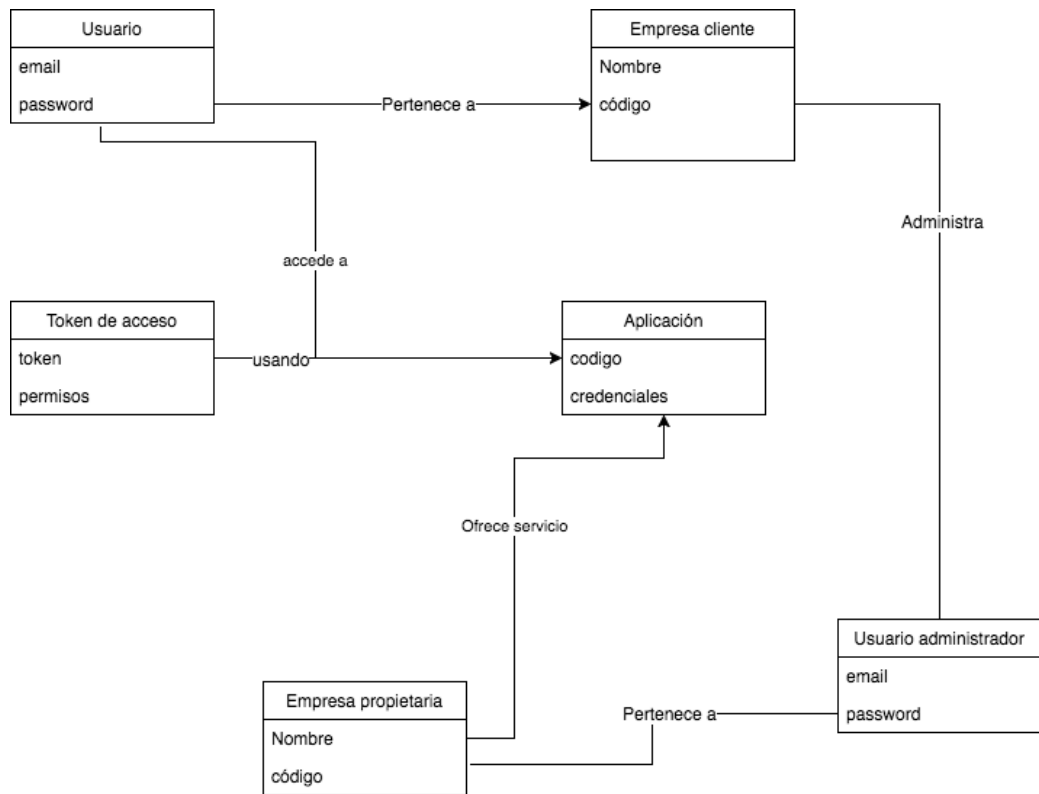 Usuario
email
password
Pertenece a
Empresa cliente
Nombre
código
Administra
accede a
Token de acceso
token
permisos
usando
Aplicación
codigo
credenciales
Ofrece servicio
Usuario administrador
email
password
Empresa propietaria
Nombre
código
Pertenece a